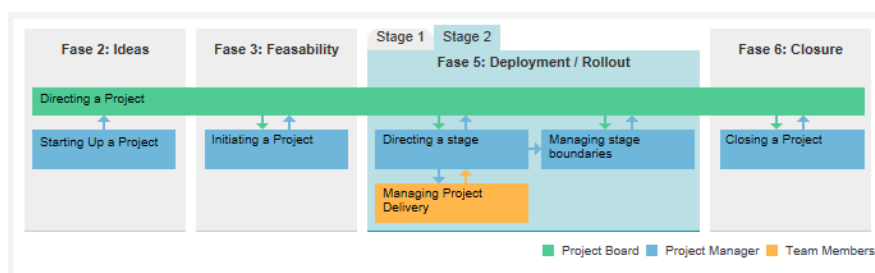 Stage 1 Stage 2
Fase 2: Ideas
Fase 3: Feasability
Fase 5: Deployment / Rollout
Fase 6: Closure
Directing a Project
Starting Up a Project
Initiating a Project
Directing a stage
Managing stage
boundaries
Closing a Project
Managing Project
Delivery
Project Board Project Manager Team Members